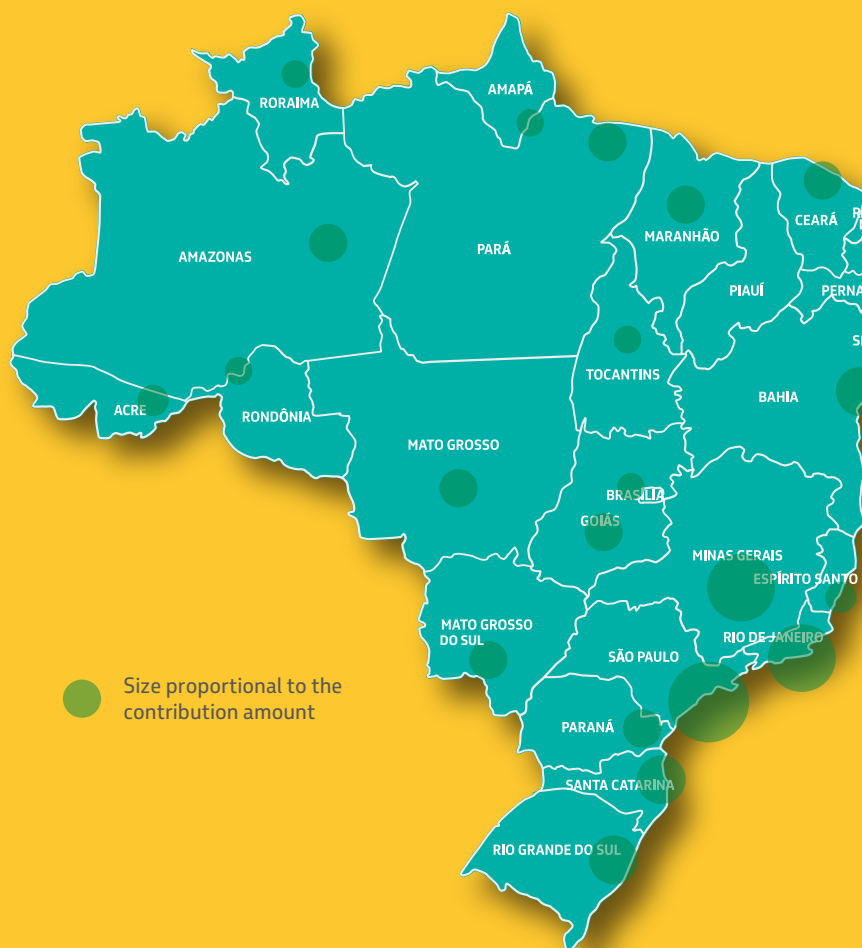 AMAPÁ
RORAIMA
CEARÁ
MARANHÃO
PARÁ
AMAZONAS
PIAUÍ
PERNA
TOCANTINS
BAHIA
ACRE
RONDÔNIA
MATO GROSSO
BRASÍLIA
GOIÁS
MINAS GERAIS
ESPÍRITO SANTO
MATO GROSSO
DO SUL
RIO DE JANEIRO
SÃO PAULO
Size proportional to the
contribution amount
PARANÁ
SANTA CATARINA
RIO GRANDE DO SUL